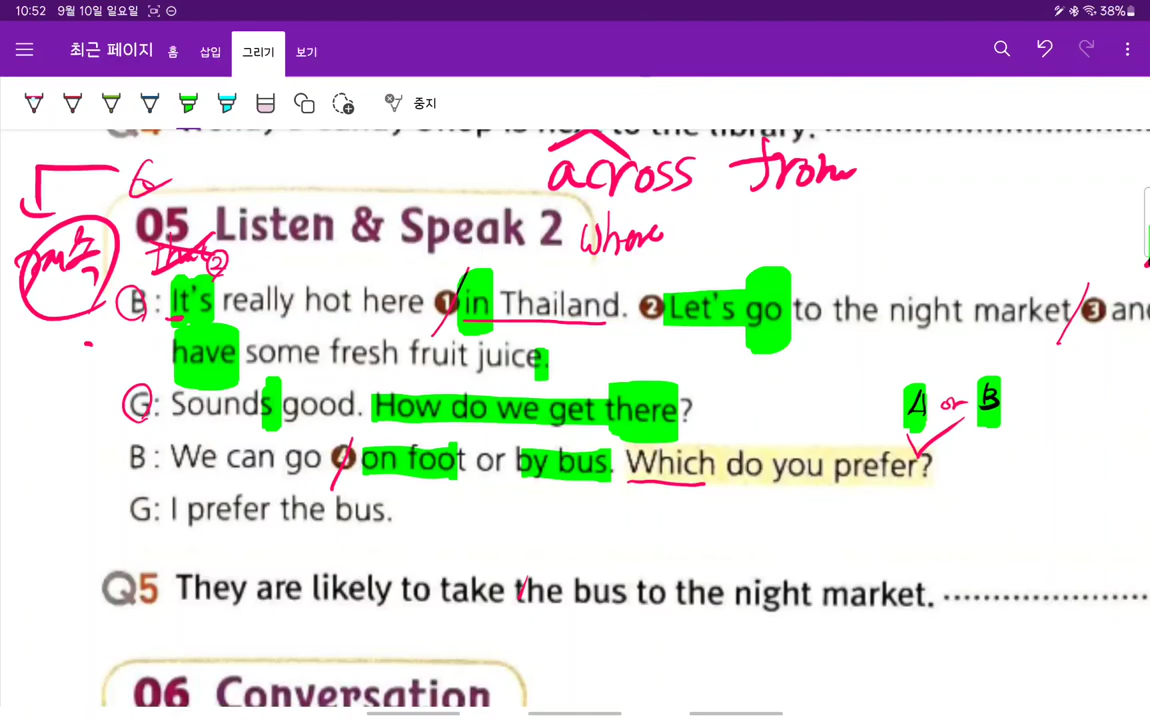 10:52 9월 10일 일요일 38%
최근 페이지 홈 삽입 그리기 보기
중지
to the library.
across from
G
05 Listen & Speak 2 where
②
B : It's really hot here ❶ in Thailand. ❷ Let's go to the night market ❸ and
have some fresh fruit juice.
G: Sounds good. How do we get there?
A or B
B : We can go ❹ on foot or by bus. Which do you prefer?
G: I prefer the bus.
Q5 They are likely to take the bus to the night market.
06 Conversation